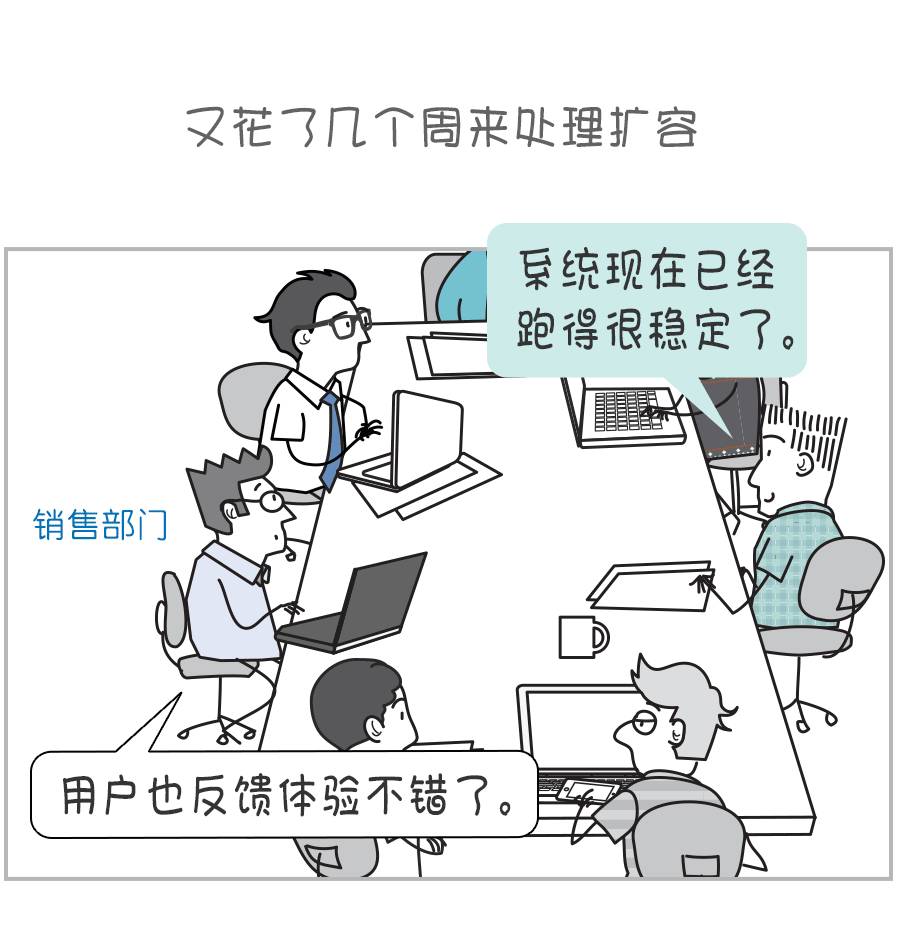 又花了几个周来处理扩容
系统现在已经
跑得很稳定了。
销售部门
用户也反馈体验不错了。